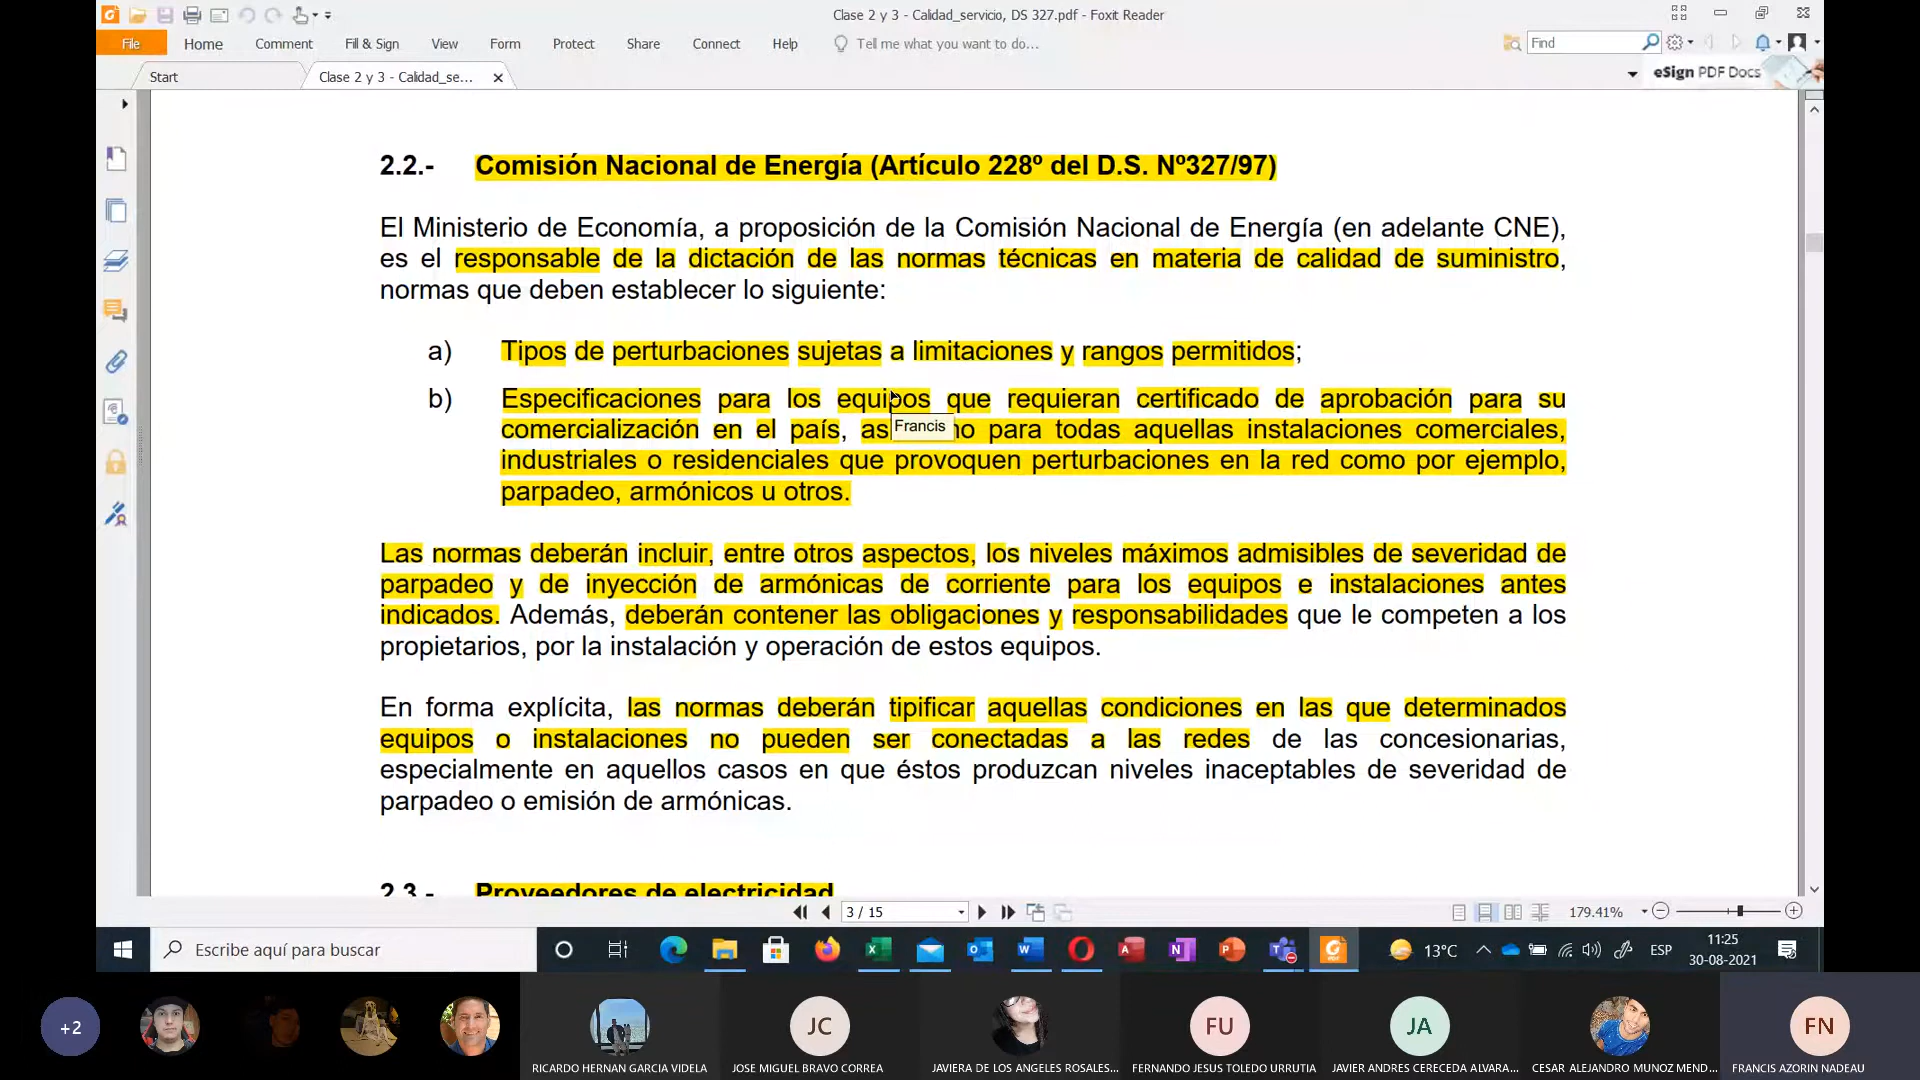 Clase 2 y 3 - Calidad_servicio, DS 327.pdf - Foxit Reader
File Home Comment Fill & Sign View Form Protect Share Connect Help Tell me what you want to do... Find
Start Clase 2 y 3 - Calidad_se... eSign PDF Docs
2.2.- Comisión Nacional de Energía (Artículo 228º del D.S. Nº327/97)
El Ministerio de Economía, a proposición de la Comisión Nacional de Energía (en adelante CNE),
es el responsable de la dictación de las normas técnicas en materia de calidad de suministro,
normas que deben establecer lo siguiente:
a) Tipos de perturbaciones sujetas a limitaciones y rangos permitidos;
b) Especificaciones para los equipos que requieran certificado de aprobación para su
comercialización en el país, as Francis no para todas aquellas instalaciones comerciales,
industriales o residenciales que provoquen perturbaciones en la red como por ejemplo,
parpadeo, armónicos u otros.
Las normas deberán incluir, entre otros aspectos, los niveles máximos admisibles de severidad de
parpadeo y de inyección de armónicas de corriente para los equipos e instalaciones antes
indicados. Además, deberán contener las obligaciones y responsabilidades que le competen a los
propietarios, por la instalación y operación de estos equipos.
En forma explícita, las normas deberán tipificar aquellas condiciones en las que determinados
equipos o instalaciones no pueden ser conectadas a las redes de las concesionarias,
especialmente en aquellos casos en que éstos produzcan niveles inaceptables de severidad de
parpadeo o emisión de armónicas.
2.3.- Proveedores de electricidad
3 / 15 179.41%
Escribe aquí para buscar 13°C ESP 11:25
30-08-2021
+2 JC FU JA FN
RICARDO HERNAN GARCIA VIDELA JOSE MIGUEL BRAVO CORREA JAVIERA DE LOS ANGELES ROSALES... FERNANDO JESUS TOLEDO URRUTIA JAVIER ANDRES CERECEDA ALVARA... CESAR ALEJANDRO MUNOZ MEND... FRANCIS AZORIN NADEAU